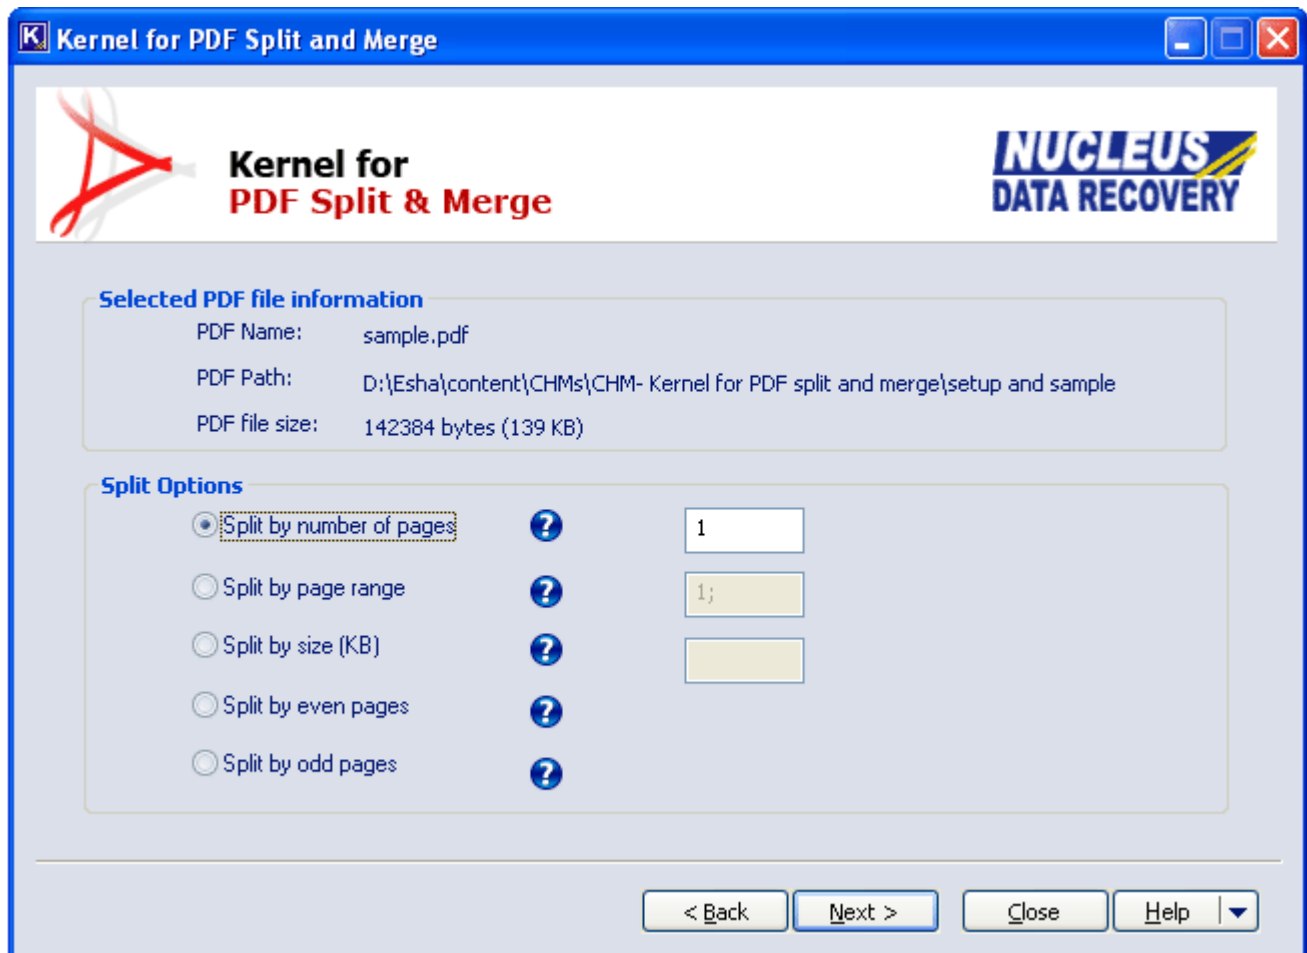 K Kernel for PDF Split and Merge
Kernel for
PDF Split & Merge
NUCLEUS
DATA RECOVERY
Selected PDF file information
PDF Name: sample.pdf
PDF Path: D:\Esha\content\CHMs\CHM- Kernel for PDF split and merge\setup and sample
PDF file size: 142384 bytes (139 KB)
Split Options
Split by number of pages ? 1
Split by page range ? 1;
Split by size (KB) ?
Split by even pages ?
Split by odd pages ?
< Back Next > Close Help